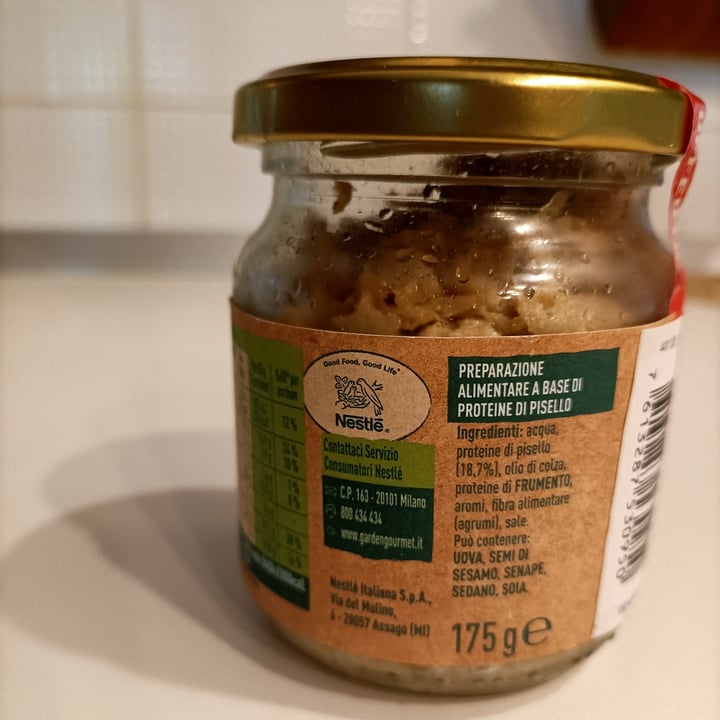 Good Food, Good Life
Nestlé®
Contattaci Servizio
Consumatori Nestlé
C.P. 163 - 20101 Milano
800 434 434
www.gardengourmet.it
Nestlé Italiana S.p.A.,
Via del Mulino,
6 - 20057 Assago (MI)
PREPARAZIONE
ALIMENTARE A BASE DI
PROTEINE DI PISELLO
Ingredienti: acqua,
proteine di pisello
(18,7%), olio di colza,
proteine di FRUMENTO,
aromi, fibra alimentare
(agrumi), sale.
Può contenere:
UOVA, SEMI DI
SESAMO, SENAPE,
SEDANO, SOIA.
175 g ℮